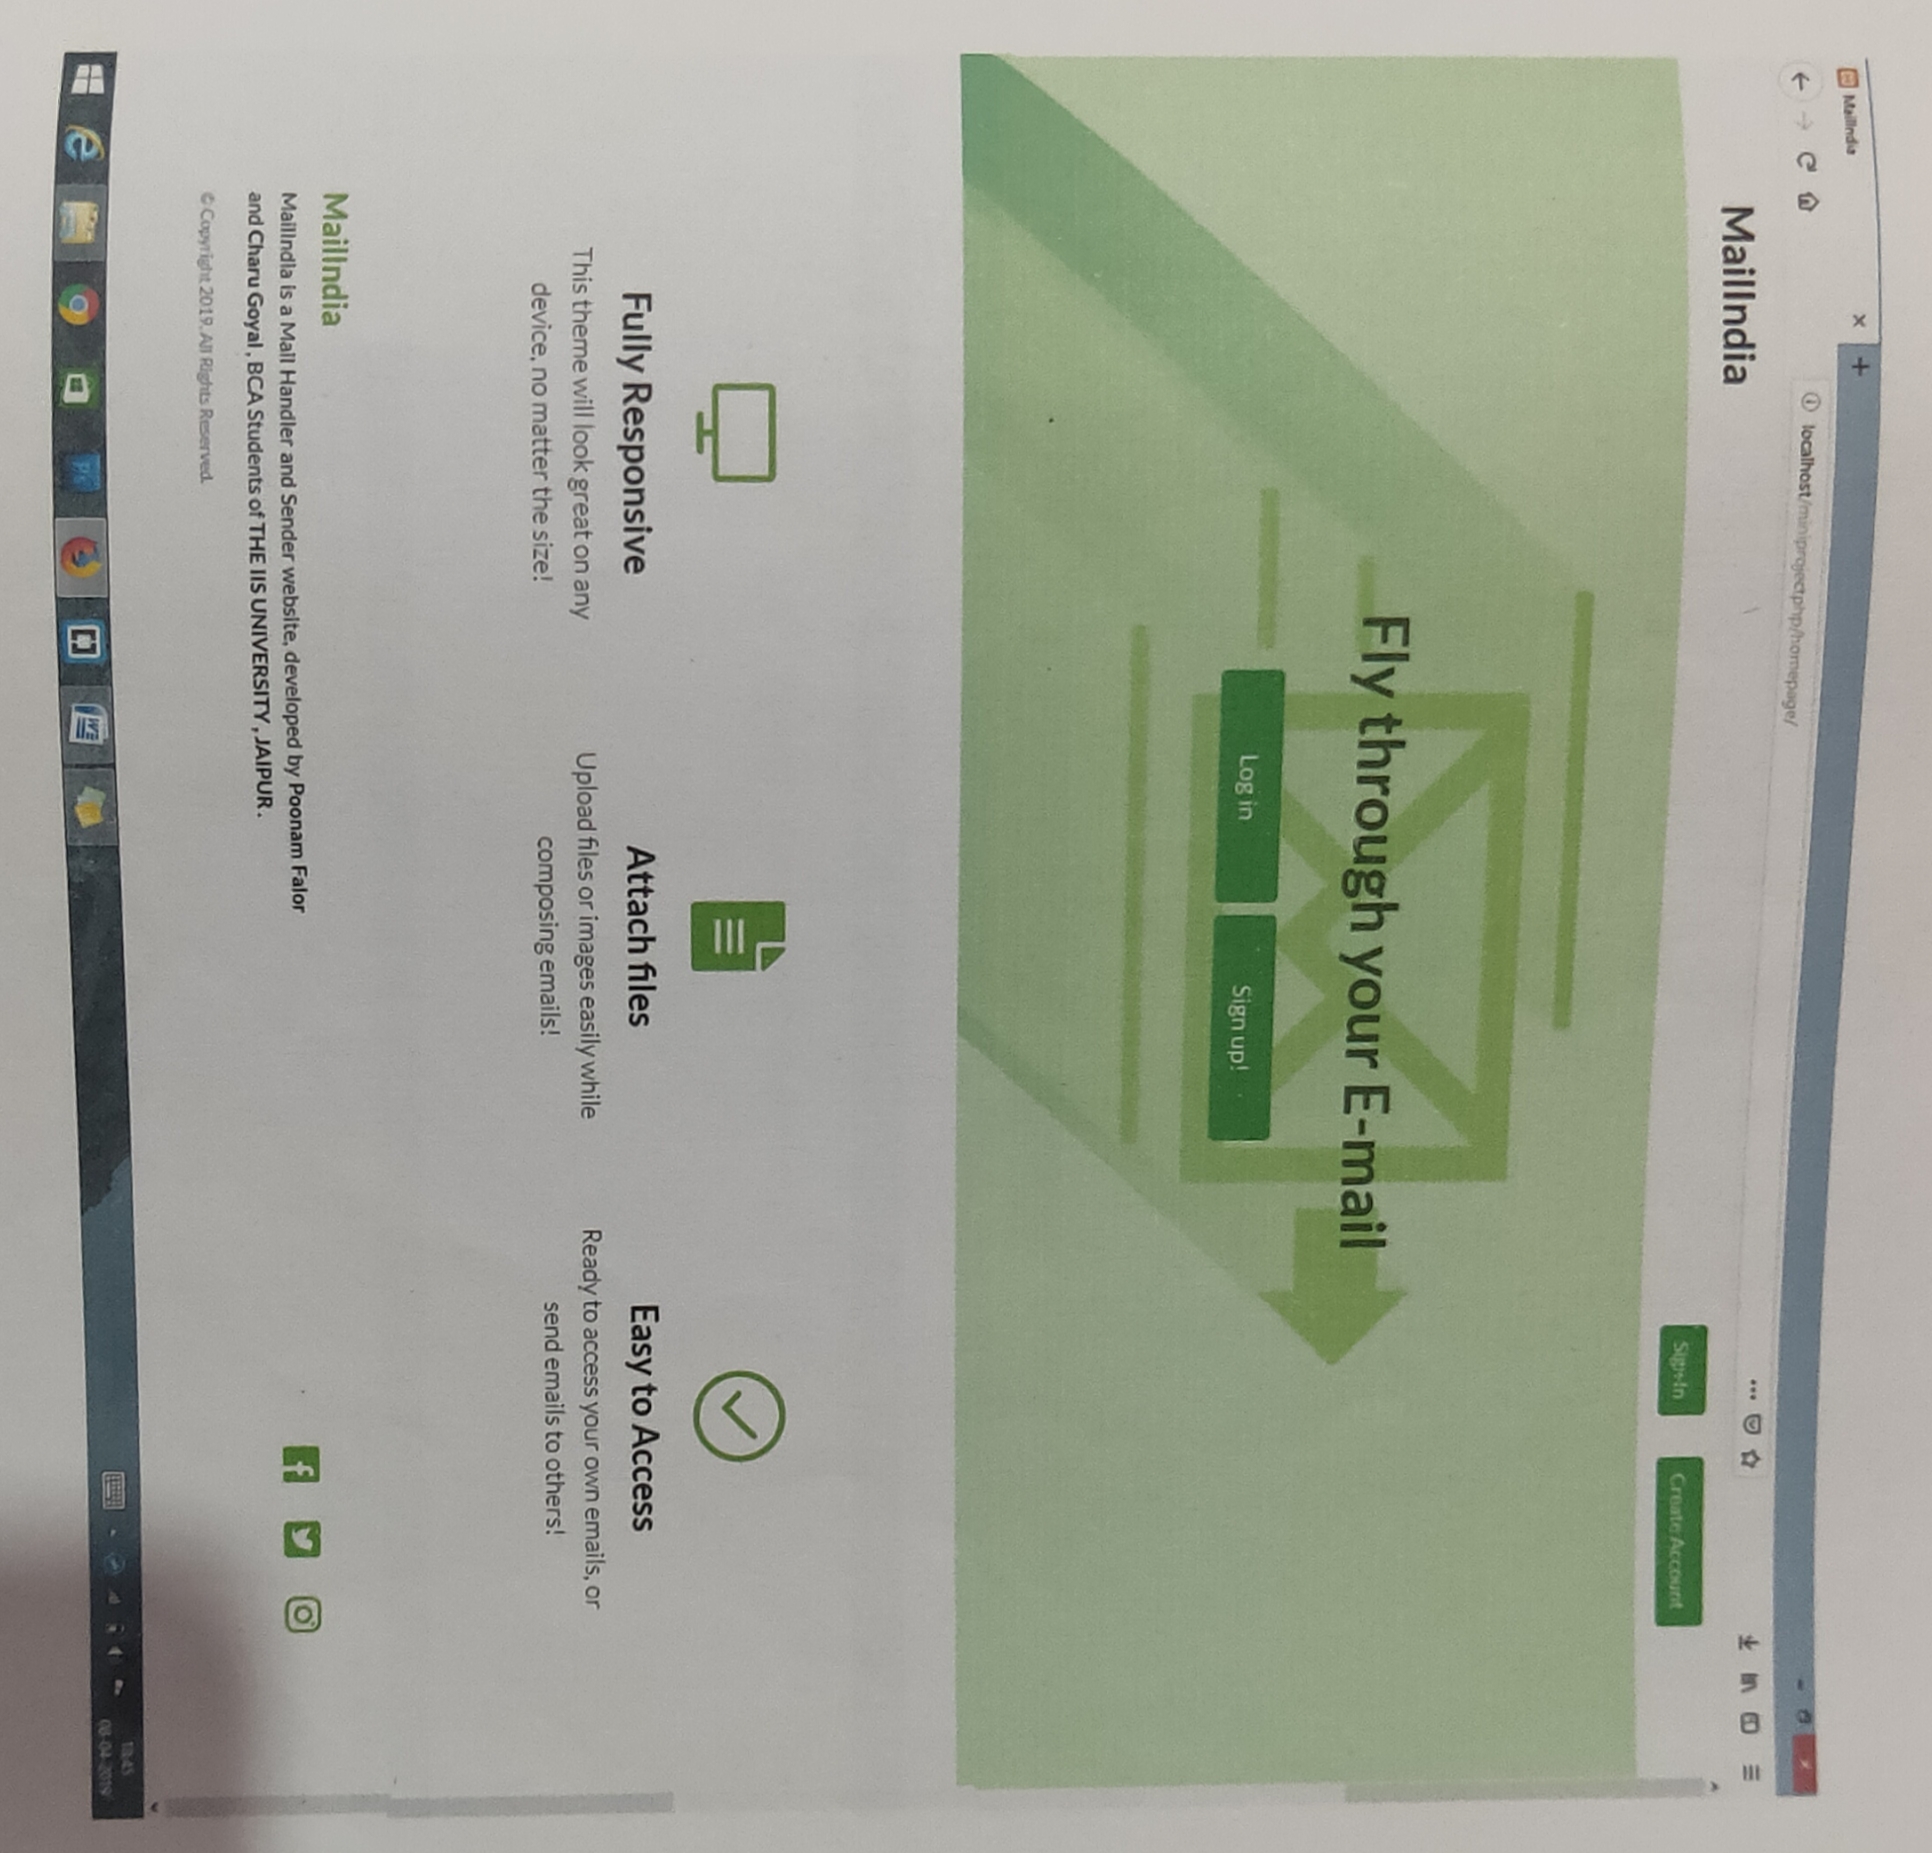 MailIndia
localhost/miniprojectphp/homepage/
MailIndia
Sign-In
Create Account
Fly through your E-mail
Log in
Sign up!
Fully Responsive
This theme will look great on any
device, no matter the size!
Attach files
Upload files or images easily while
composing emails!
Easy to Access
Ready to access your own emails, or
send emails to others!
MailIndia
MailIndia is a Mail Handler and Sender website, developed by Poonam Falor
and Charu Goyal , BCA Students of THE IIS UNIVERSITY , JAIPUR .
© Copyright 2019. All Rights Reserved.
18:45
08-04-2019